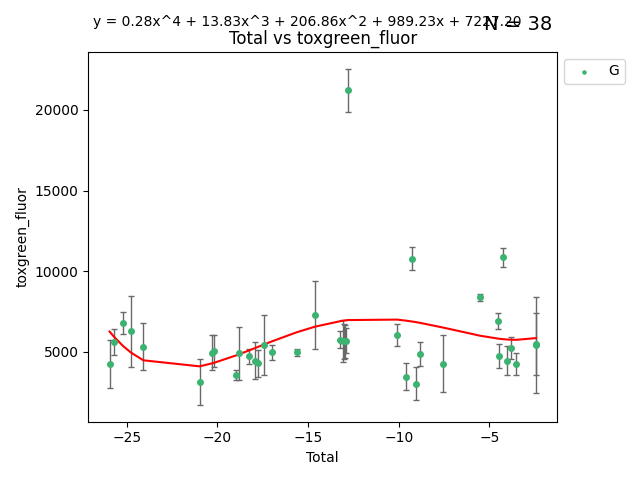 y = 0.28x^4 + 13.83x^3 + 206.86x^2 + 989.23x + 7227.20
N = 38
Total vs toxgreen_fluor
G
20000
15000
10000
5000
toxgreen_fluor
−25 −20 −15 −10 −5
Total